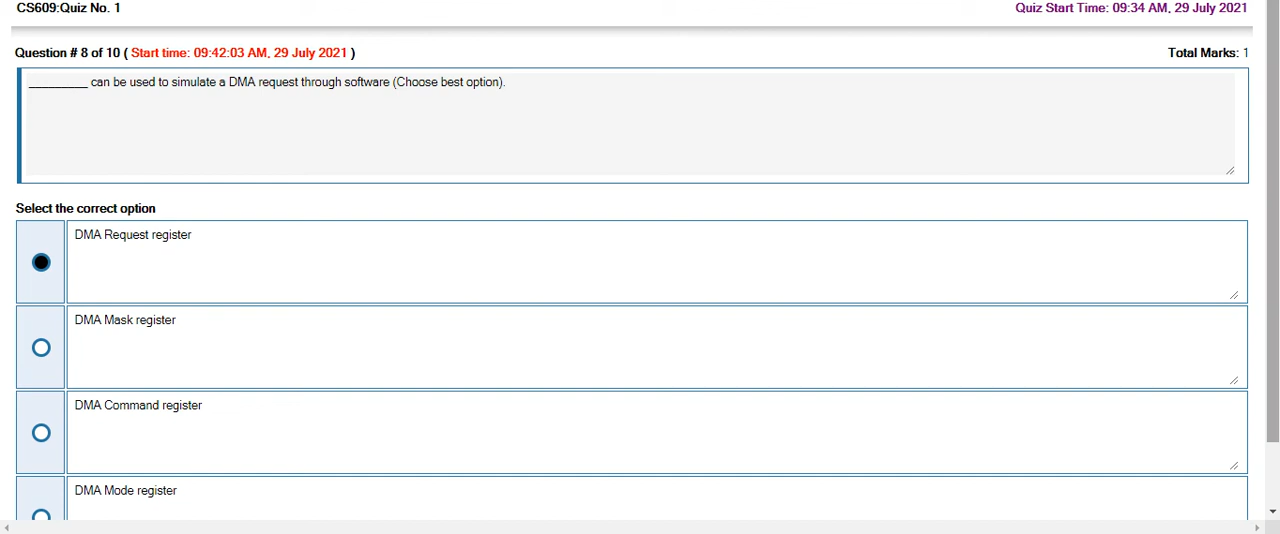 CS609:Quiz No. 1 Quiz Start Time: 09:34 AM, 29 July 2021
Question # 8 of 10 ( Start time: 09:42:03 AM, 29 July 2021 ) Total Marks: 1
_________ can be used to simulate a DMA request through software (Choose best option).
Select the correct option
DMA Request register
DMA Mask register
DMA Command register
DMA Mode register